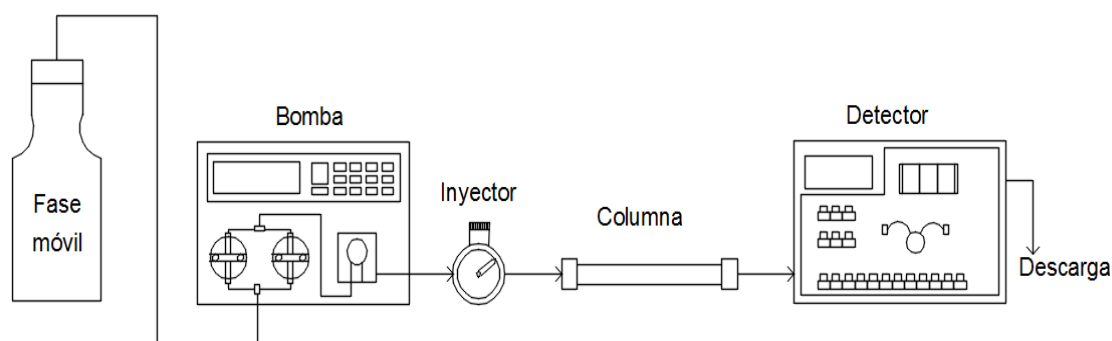 Fase
móvil
Bomba
Inyector
Columna
Detector
Descarga